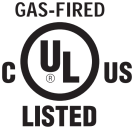 GAS-FIRED
C UL® US
LISTED